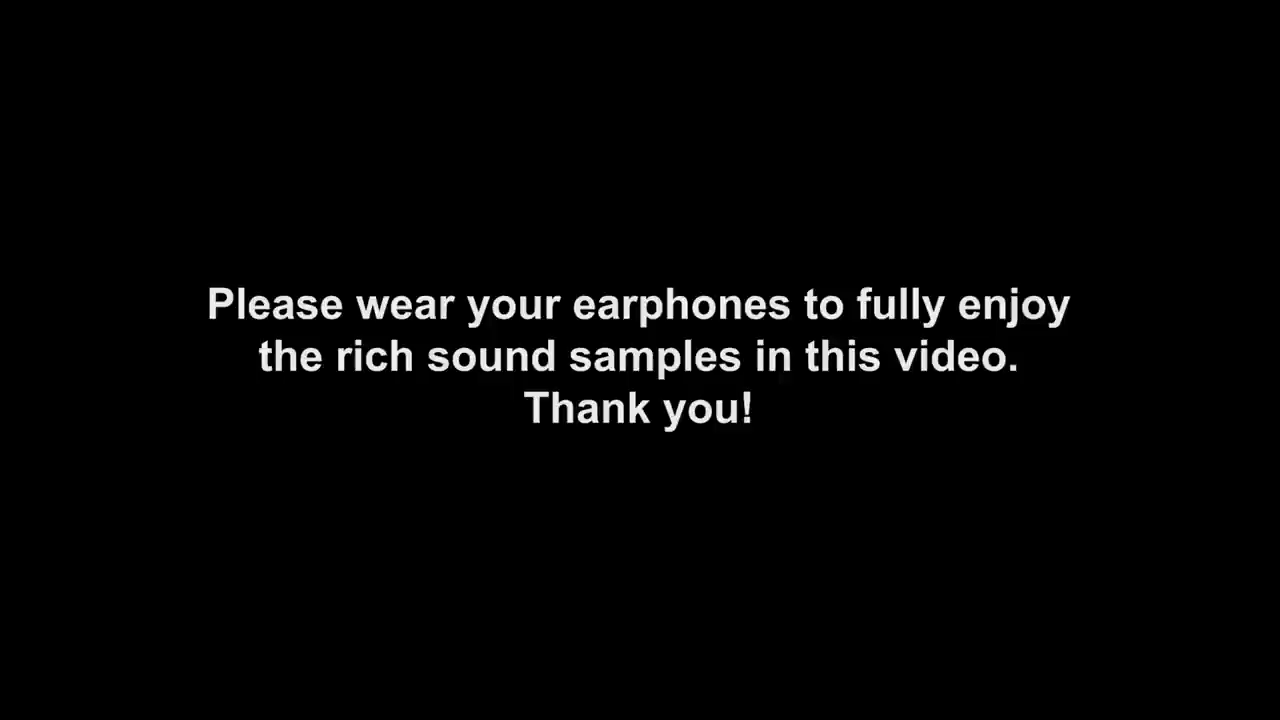 Please wear your earphones to fully enjoy
the rich sound samples in this video.
Thank you!